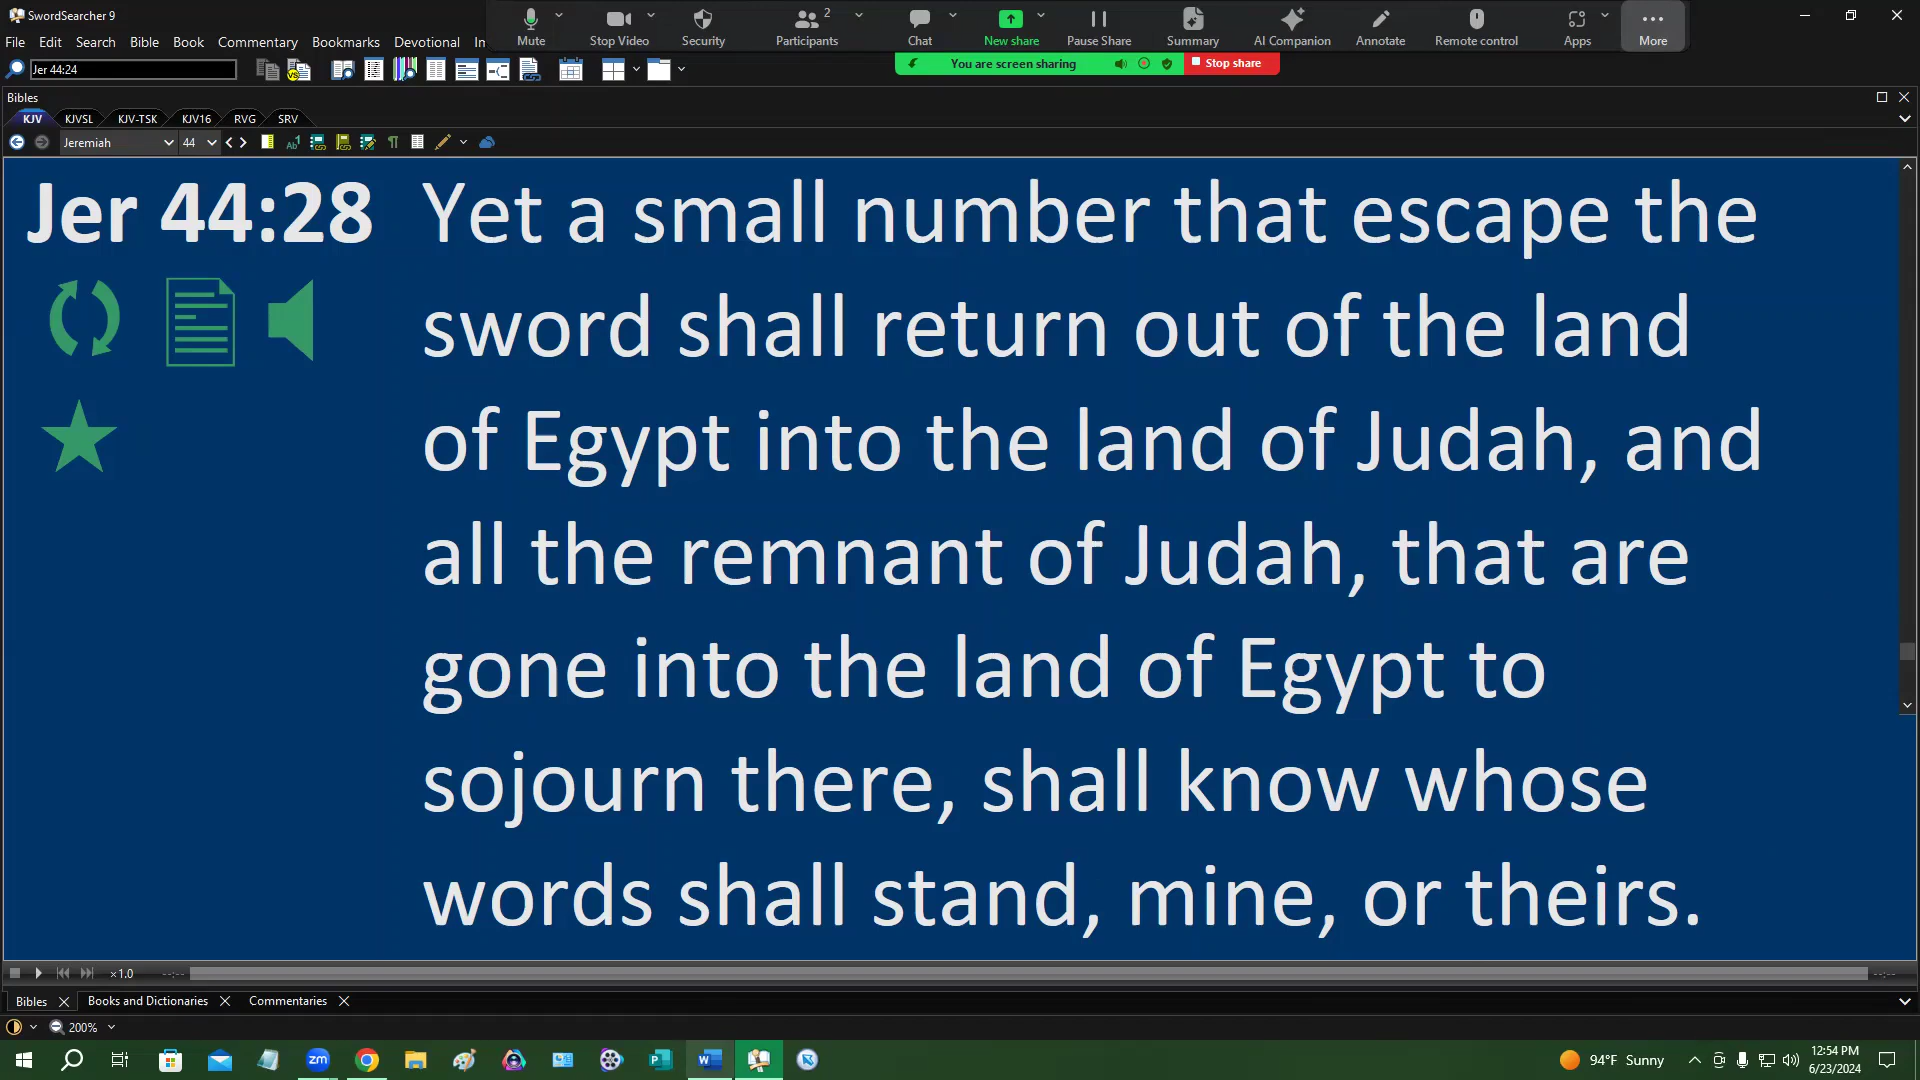 SwordSearcher 9
Mute
Stop Video
Security
Participants
2
Chat
New share
Pause Share
Summary
AI Companion
Annotate
Remote control
Apps
More
File Edit Search Bible Book Commentary Bookmarks Devotional
You are screen sharing
Stop share
Jer 44:24
Bibles
KJV KJVSL KJV-TSK KJV16 RVG SRV
Jeremiah 44
Jer 44:28 Yet a small number that escape the
sword shall return out of the land
of Egypt into the land of Judah, and
all the remnant of Judah, that are
gone into the land of Egypt to
sojourn there, shall know whose
words shall stand, mine, or theirs.
×1.0 --:-- --:--
Bibles Books and Dictionaries Commentaries
200%
94°F Sunny
12:54 PM
6/23/2024